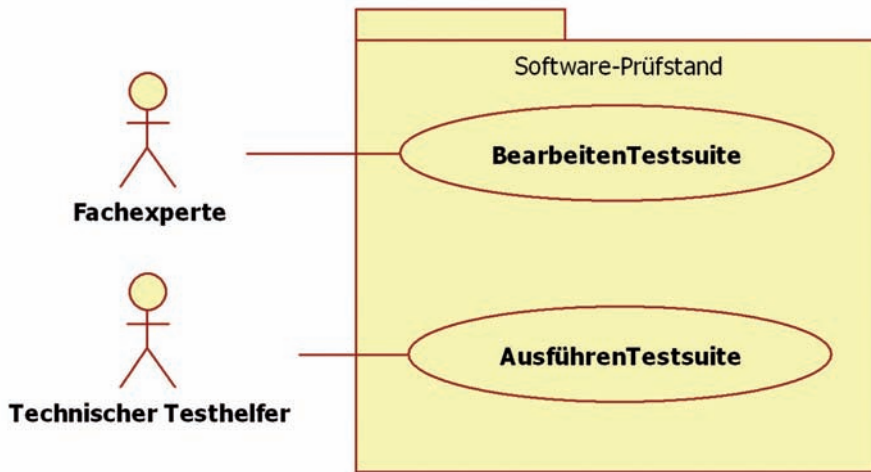 Software-Prüfstand
BearbeitenTestsuite
Fachexperte
AusführenTestsuite
Technischer Testhelfer